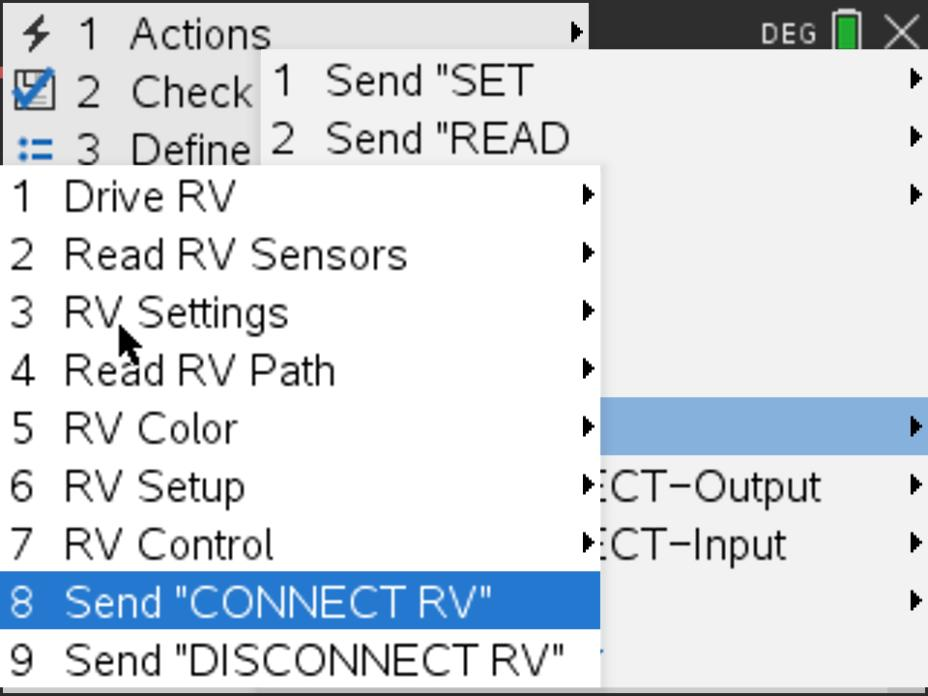 1 Actions
DEG
2 Check
3 Define
1 Send "SET
2 Send "READ
1 Drive RV
2 Read RV Sensors
3 RV Settings
4 Read RV Path
5 RV Color
6 RV Setup
7 RV Control
8 Send "CONNECT RV"
9 Send "DISCONNECT RV"
ECT-Output
ECT-Input